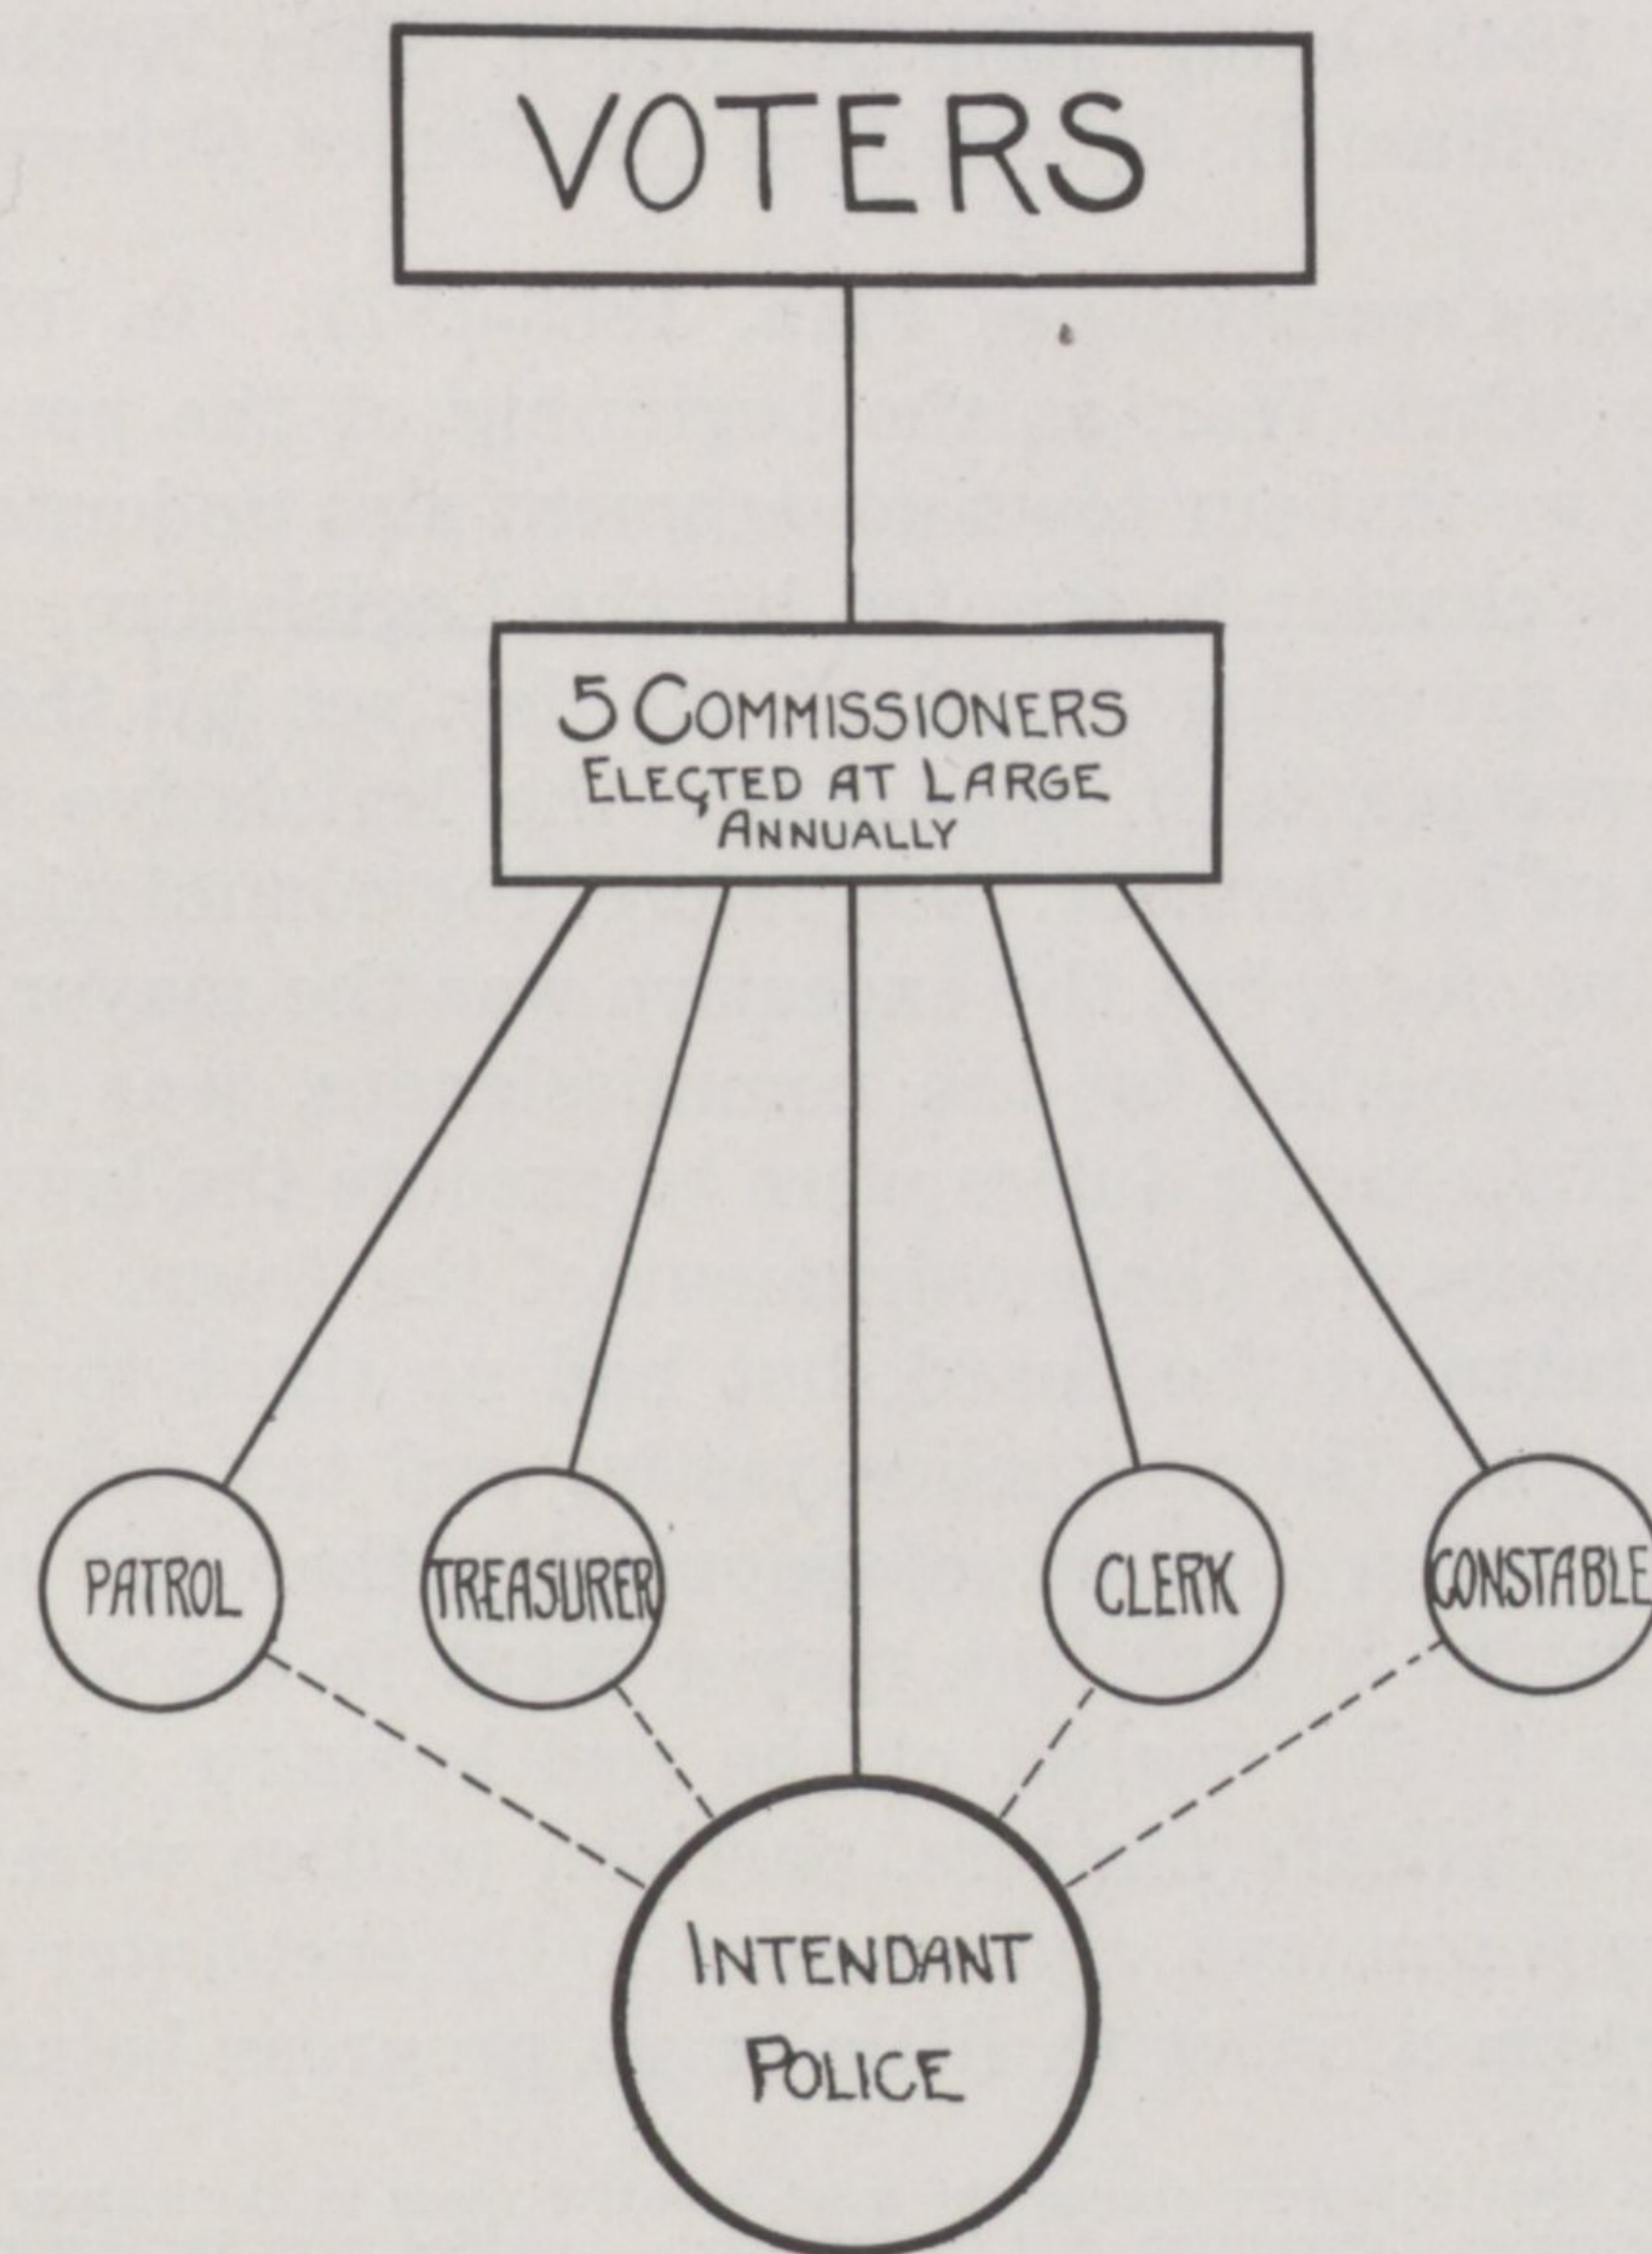 VOTERS
5 COMMISSIONERS
ELECTED AT LARGE
ANNUALLY
PATROL
TREASURER
CLERK
CONSTABLE
INTENDANT
POLICE